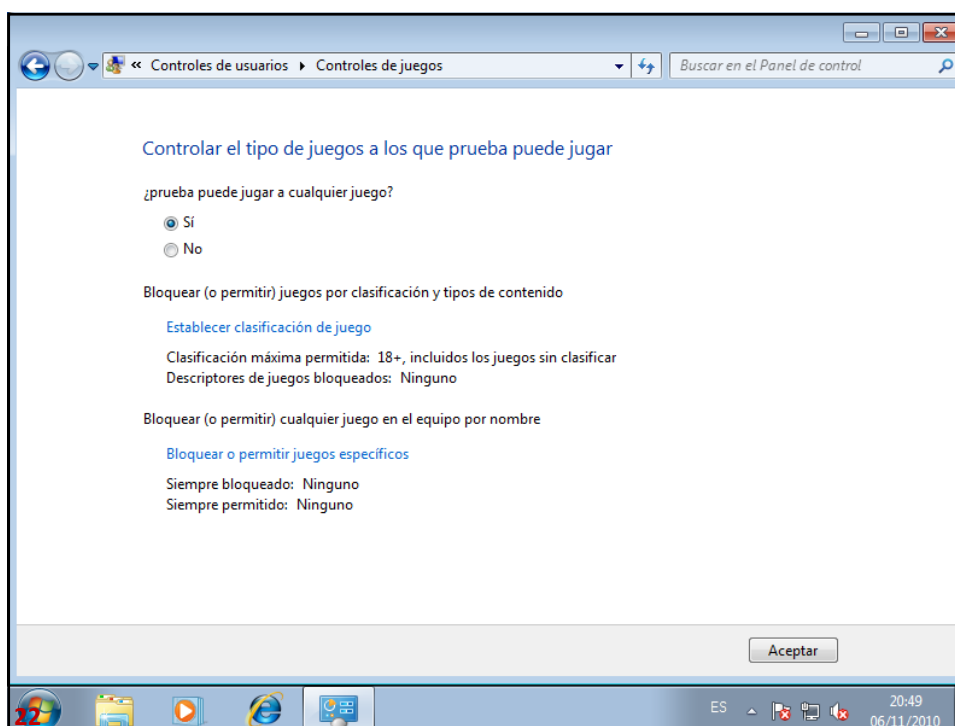 « Controles de usuarios ▸ Controles de juegos
Buscar en el Panel de control
Controlar el tipo de juegos a los que prueba puede jugar
¿prueba puede jugar a cualquier juego?
Sí
No
Bloquear (o permitir) juegos por clasificación y tipos de contenido
Establecer clasificación de juego
Clasificación máxima permitida: 18+, incluidos los juegos sin clasificar
Descriptores de juegos bloqueados: Ninguno
Bloquear (o permitir) cualquier juego en el equipo por nombre
Bloquear o permitir juegos específicos
Siempre bloqueado: Ninguno
Siempre permitido: Ninguno
Aceptar
22
ES
20:49
06/11/2010